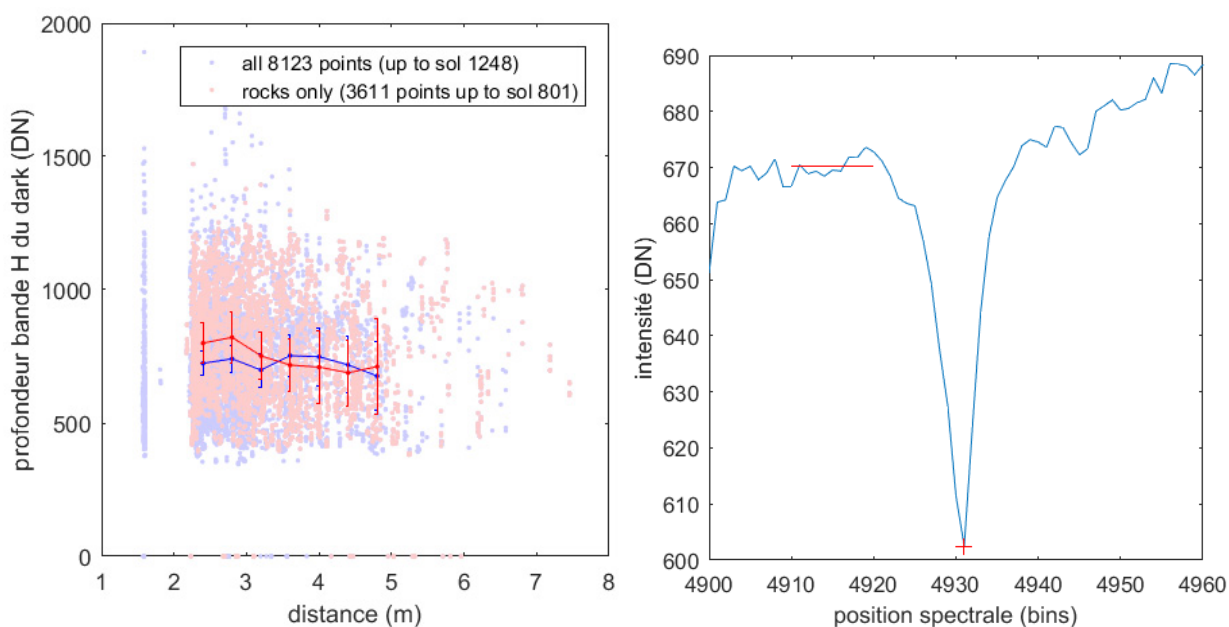 2000
1500
1000
500
0
profondeur bande H du dark (DN)
all 8123 points (up to sol 1248)
rocks only (3611 points up to sol 801)
1 2 3 4 5 6 7 8
distance (m)
690
680
670
660
650
640
630
620
610
600
intensité (DN)
4900 4910 4920 4930 4940 4950 4960
position spectrale (bins)